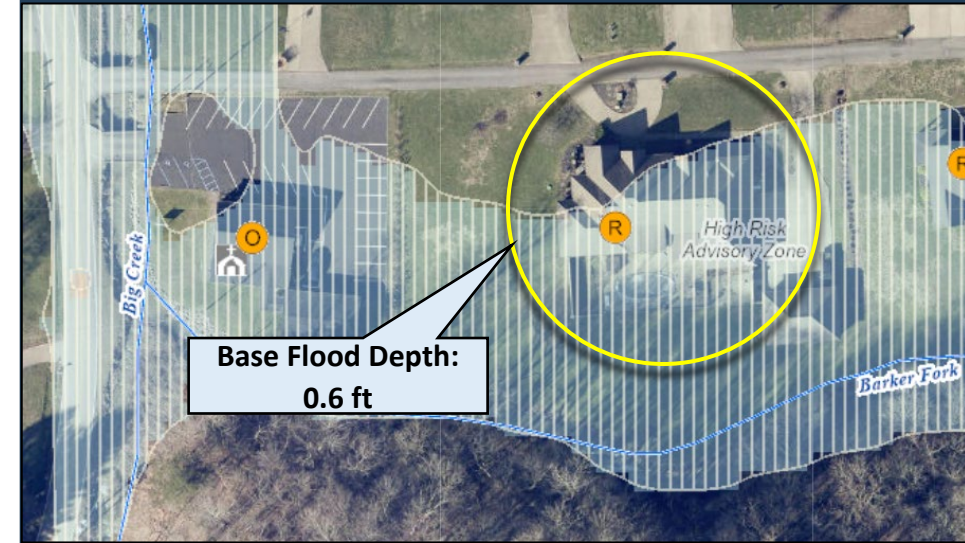 O
R
R
High Risk
Advisory Zone
Big Creek
Base Flood Depth:
0.6 ft
Barker Fork